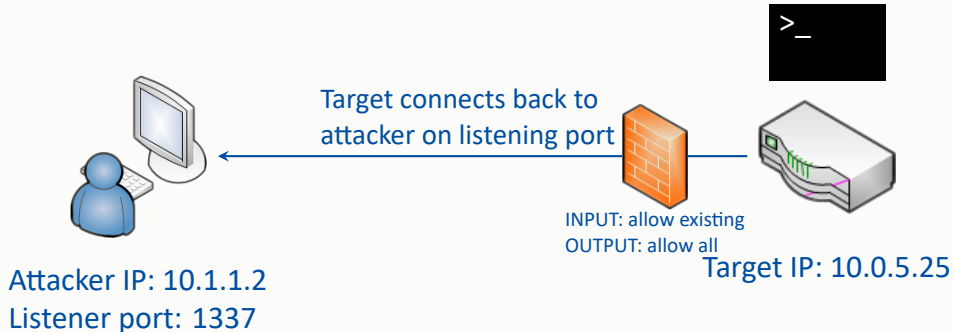 >_
Target connects back to
attacker on listening port
INPUT: allow existing
OUTPUT: allow all
Target IP: 10.0.5.25
Attacker IP: 10.1.1.2
Listener port: 1337